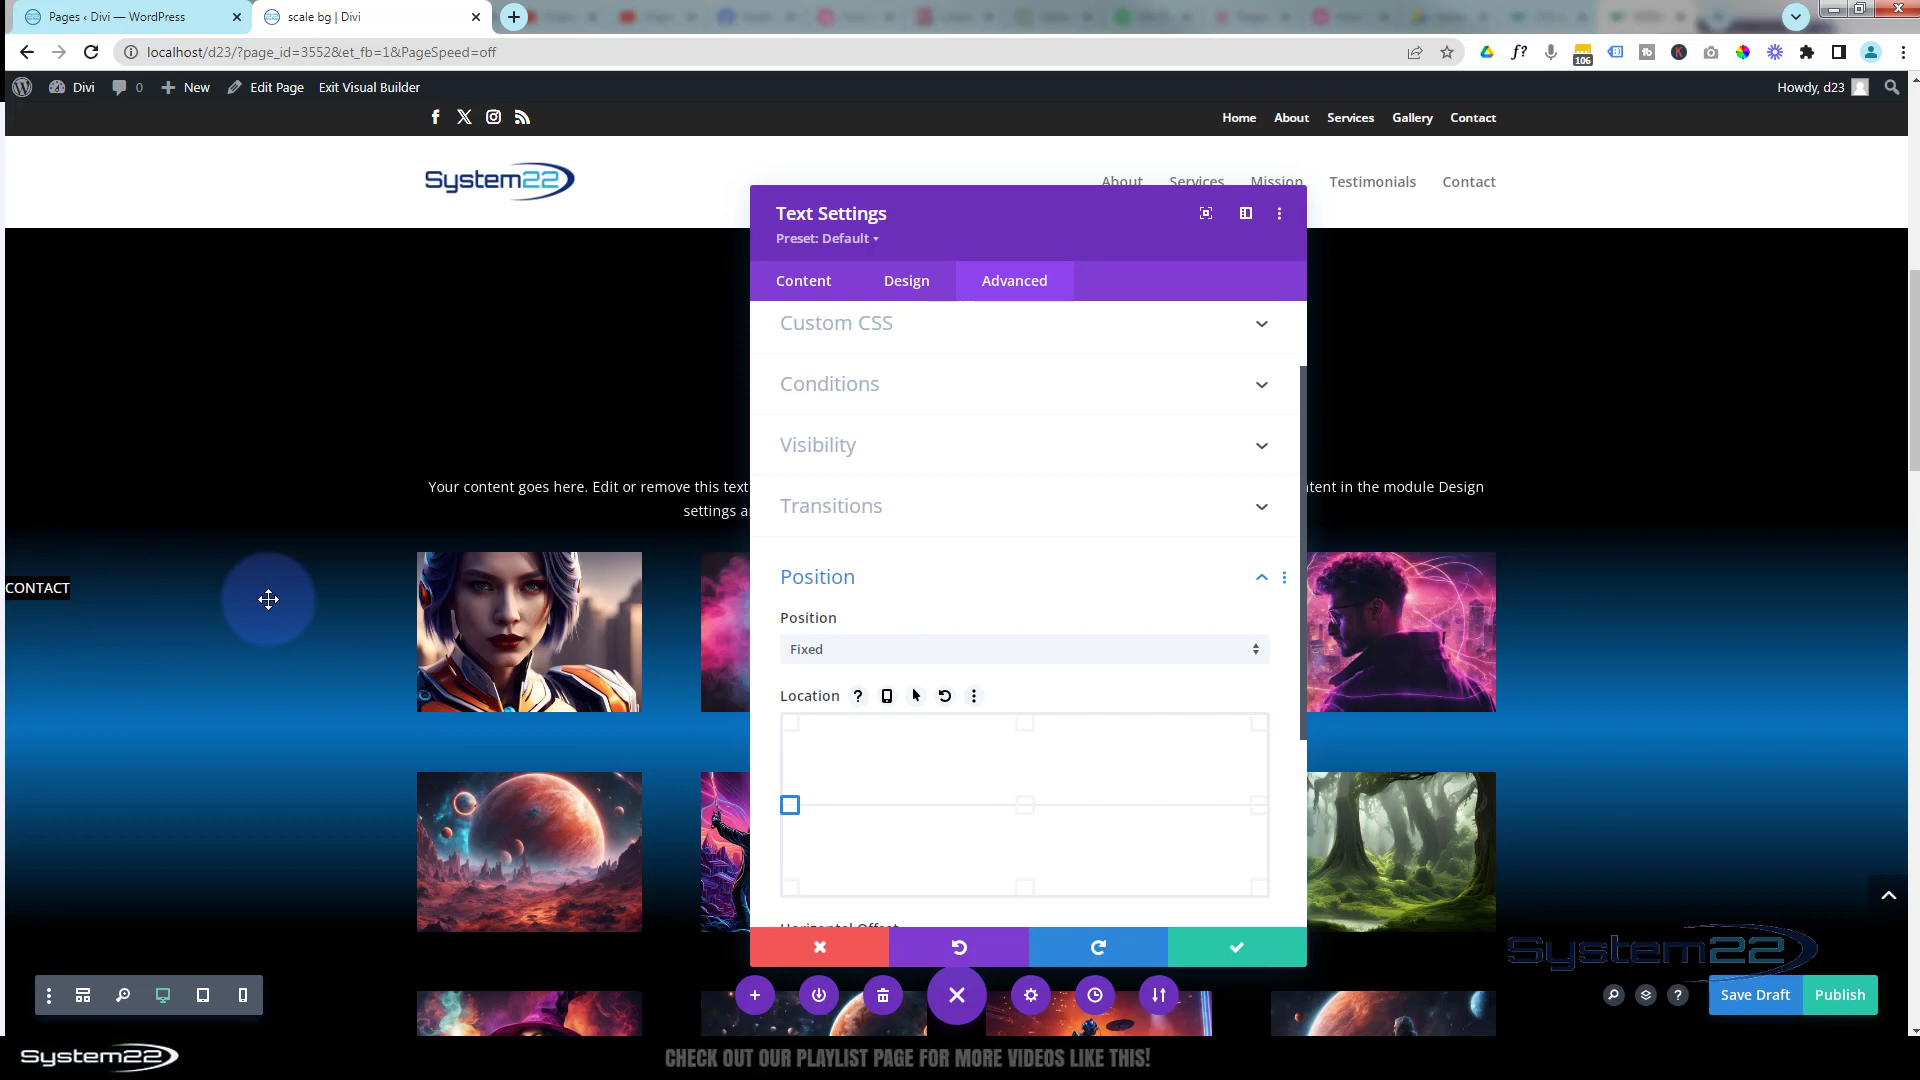 Pages ‹ Divi — WordPress
scale bg | Divi
localhost/d23/?page_id=3552&et_fb=1&PageSpeed=off
106
Divi 0 New Edit Page Exit Visual Builder Howdy, d23
Home About Services Gallery Contact
System22
About Services Mission Testimonials Contact
Text Settings
Preset: Default
Content Design Advanced
Custom CSS
Conditions
Visibility
Your content goes here. Edit or remove this text
tent in the module Design
Transitions
settings a
Position
CONTACT
Position
Fixed
Location
Horizontal Offset
System22
Save Draft Publish
System22
CHECK OUT OUR PLAYLIST PAGE FOR MORE VIDEOS LIKE THIS!